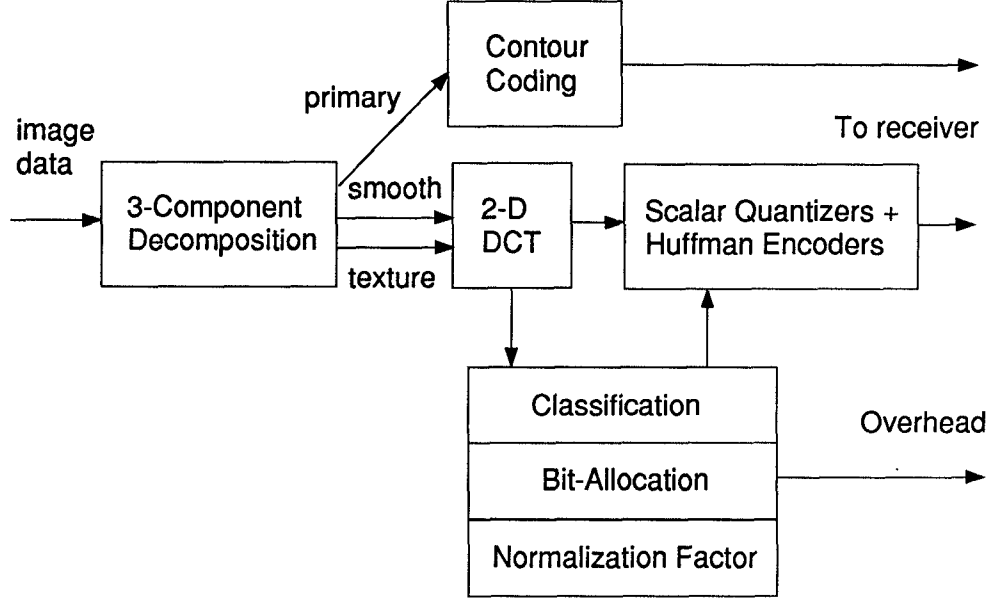 Contour
Coding
primary
image
data
To receiver
3-Component
Decomposition
smooth
texture
2-D
DCT
Scalar Quantizers +
Huffman Encoders
Classification
Overhead
Bit-Allocation
Normalization Factor